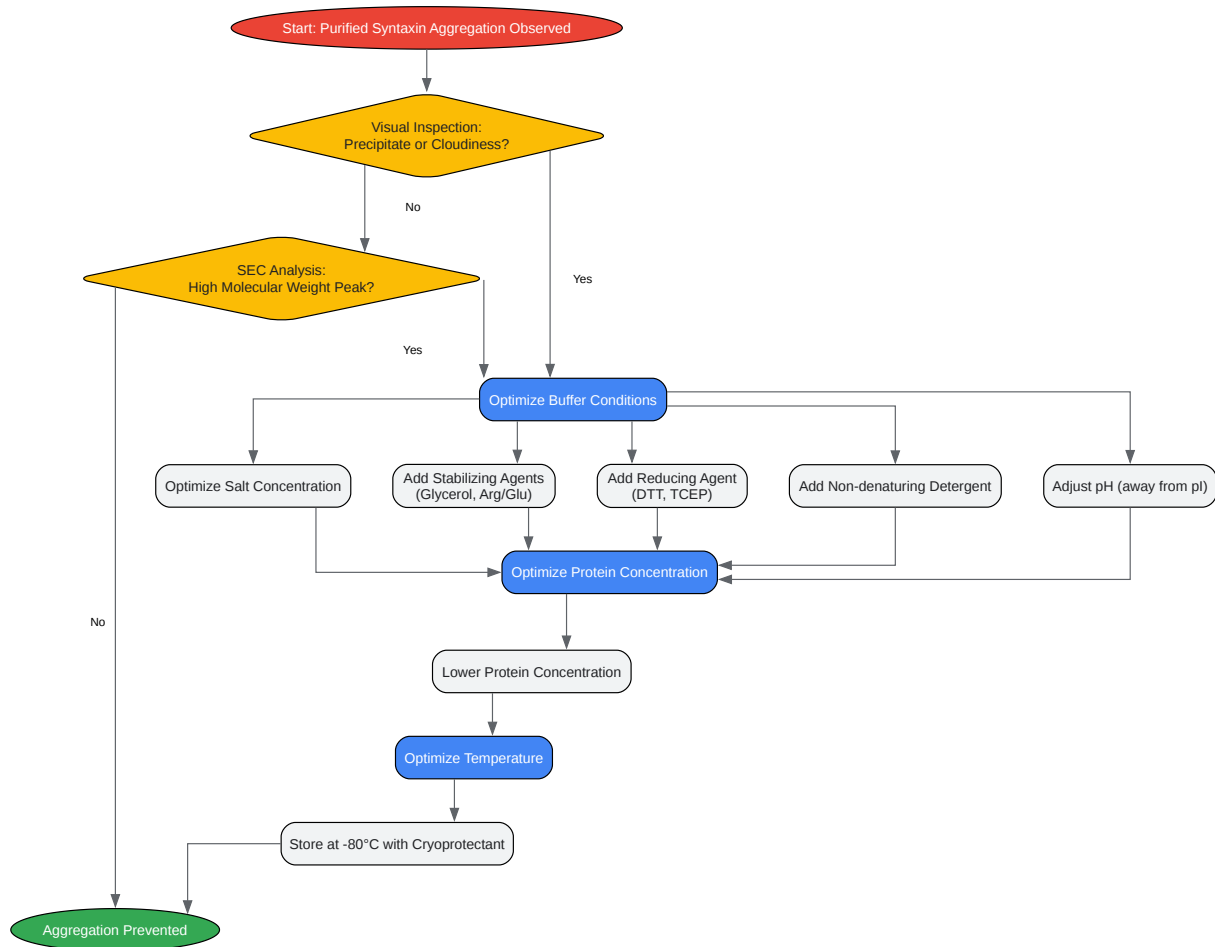 Start: Purified Syntaxin Aggregation Observed
Visual Inspection:
Precipitate or Cloudiness?
No
SEC Analysis:
High Molecular Weight Peak?
Yes
Yes
Optimize Buffer Conditions
Optimize Salt Concentration
Add Stabilizing Agents
(Glycerol, Arg/Glu)
Add Reducing Agent
(DTT, TCEP)
Add Non-denaturing Detergent
Adjust pH (away from pI)
Optimize Protein Concentration
No
Lower Protein Concentration
Optimize Temperature
Store at -80°C with Cryoprotectant
Aggregation Prevented